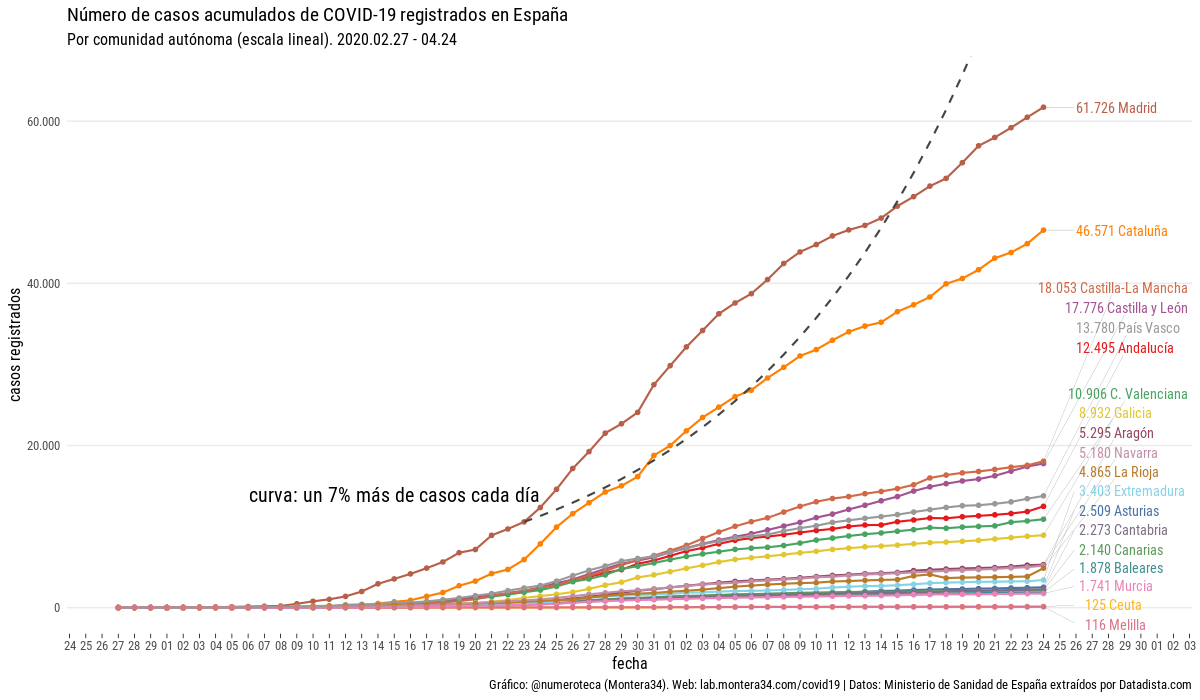 Número de casos acumulados de COVID-19 registrados en España
Por comunidad autónoma (escala lineal). 2020.02.27 - 04.24
casos registrados
60.000
40.000
20.000
0
curva: un 7% más de casos cada día
61.726 Madrid
46.571 Cataluña
18.053 Castilla-La Mancha
17.776 Castilla y León
13.780 País Vasco
12.495 Andalucía
10.906 C. Valenciana
8.932 Galicia
5.295 Aragón
5.180 Navarra
4.865 La Rioja
3.403 Extremadura
2.509 Asturias
2.273 Cantabria
2.140 Canarias
1.878 Baleares
1.741 Murcia
125 Ceuta
116 Melilla
24 25 26 27 28 29 01 02 03 04 05 06 07 08 09 10 11 12 13 14 15 16 17 18 19 20 21 22 23 24 25 26 27 28 29 30 31 01 02 03 04 05 06 07 08 09 10 11 12 13 14 15 16 17 18 19 20 21 22 23 24 25 26 27 28 29 30 01 02 03
fecha
Gráfico: @numeroteca (Montera34). Web: lab.montera34.com/covid19 | Datos: Ministerio de Sanidad de España extraídos por Datadista.com